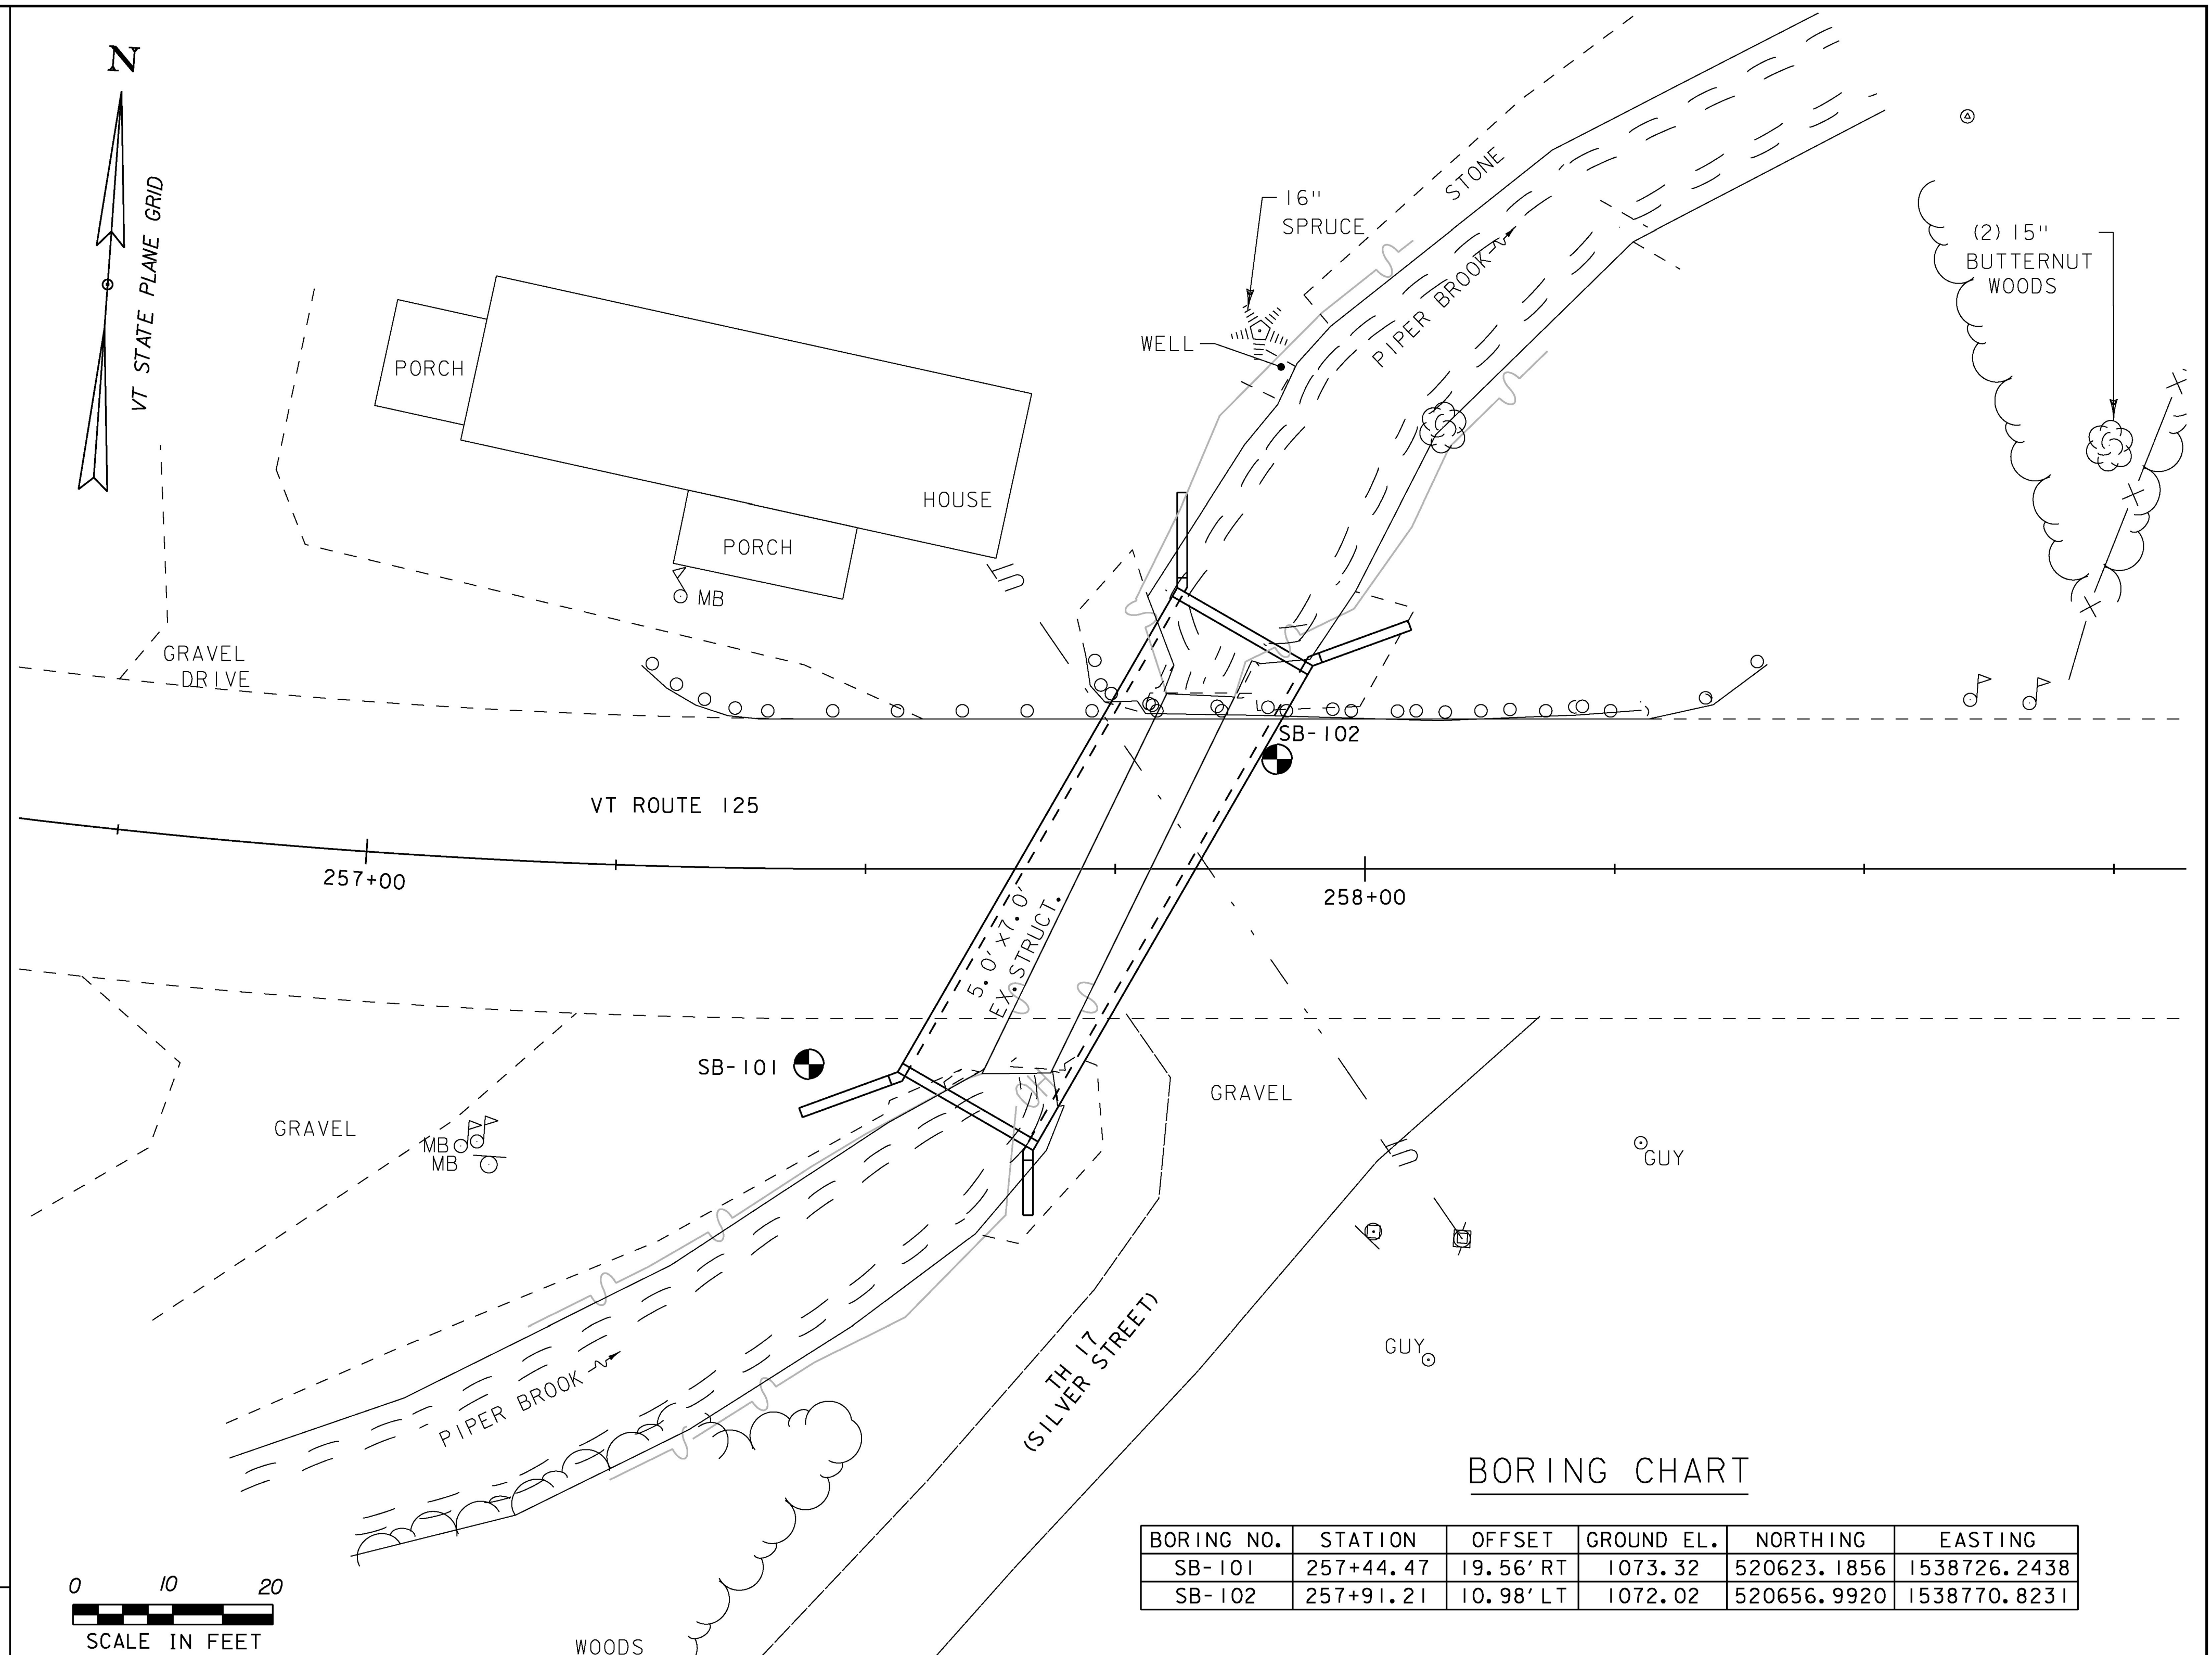 N
VT STATE PLANE GRID
16"
SPRUCE
STONE
(2) 15"
BUTTERNUT
WOODS
WELL
PIPER BROOK
PORCH
HOUSE
PORCH
MB
UT
GRAVEL
DRIVE
SB-102
VT ROUTE 125
257+00
258+00
5.0'x7.0'
EX. STRUCT.
SB-101
OH
GRAVEL
GRAVEL
MB
MB
GUY
GUY
PIPER BROOK
TH 17
(SILVER STREET)
WOODS
0 10 20
SCALE IN FEET
BORING CHART
BORING NO. STATION OFFSET GROUND EL. NORTHING EASTING
SB-101 257+44.47 19.56' RT 1073.32 520623.1856 1538726.2438
SB-102 257+91.21 10.98' LT 1072.02 520656.9920 1538770.8231